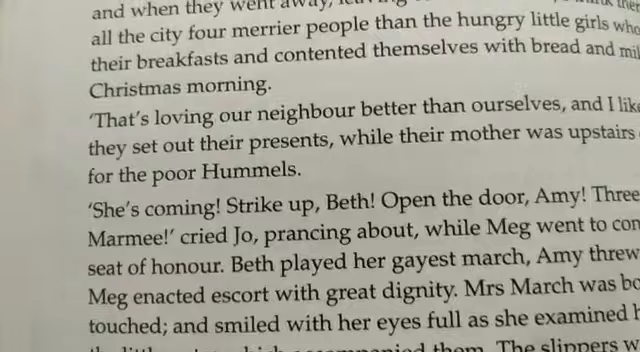 and when they went away,
all the city four merrier people than the hungry little girls who
their breakfasts and contented themselves with bread and
Christmas morning.
'That's loving our neighbour better than ourselves, and I
they set out their presents, while their mother was upstairs
for the poor Hummels.
'She's coming! Strike up, Beth! Open the door, Amy! Three
Marmee!' cried Jo, prancing about, while Meg went to
seat of honour. Beth played her gayest march, Amy threw
Meg enacted escort with great dignity. Mrs March was
touched; and smiled with her eyes full as she examined
them. The slippers